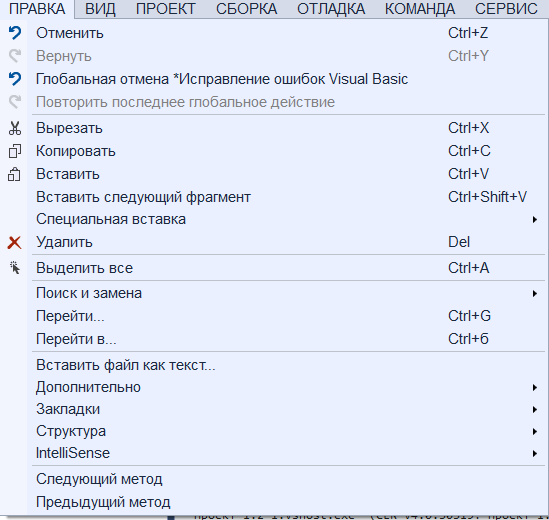 ПРАВКА ВИД ПРОЕКТ СБОРКА ОТЛАДКА КОМАНДА СЕРВИС
Отменить Ctrl+Z
Вернуть Ctrl+Y
Глобальная отмена *Исправление ошибок Visual Basic
Повторить последнее глобальное действие
Вырезать Ctrl+X
Копировать Ctrl+C
Вставить Ctrl+V
Вставить следующий фрагмент Ctrl+Shift+V
Специальная вставка
Удалить Del
Выделить все Ctrl+A
Поиск и замена
Перейти... Ctrl+G
Перейти в... Ctrl+б
Вставить файл как текст...
Дополнительно
Закладки
Структура
IntelliSense
Следующий метод
Предыдущий метод